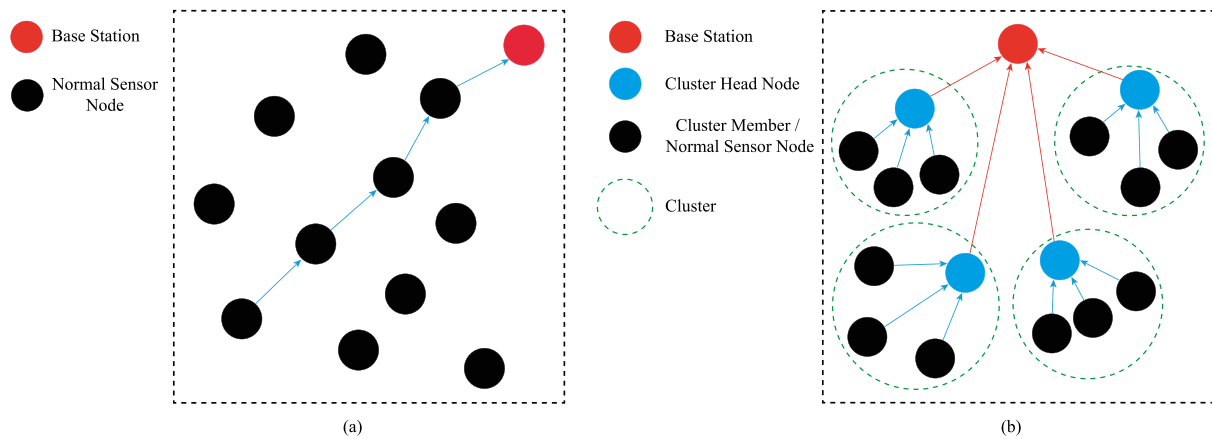 Base Station
Normal Sensor
Node
(a)
Base Station
Cluster Head Node
Cluster Member /
Normal Sensor Node
Cluster
(b)